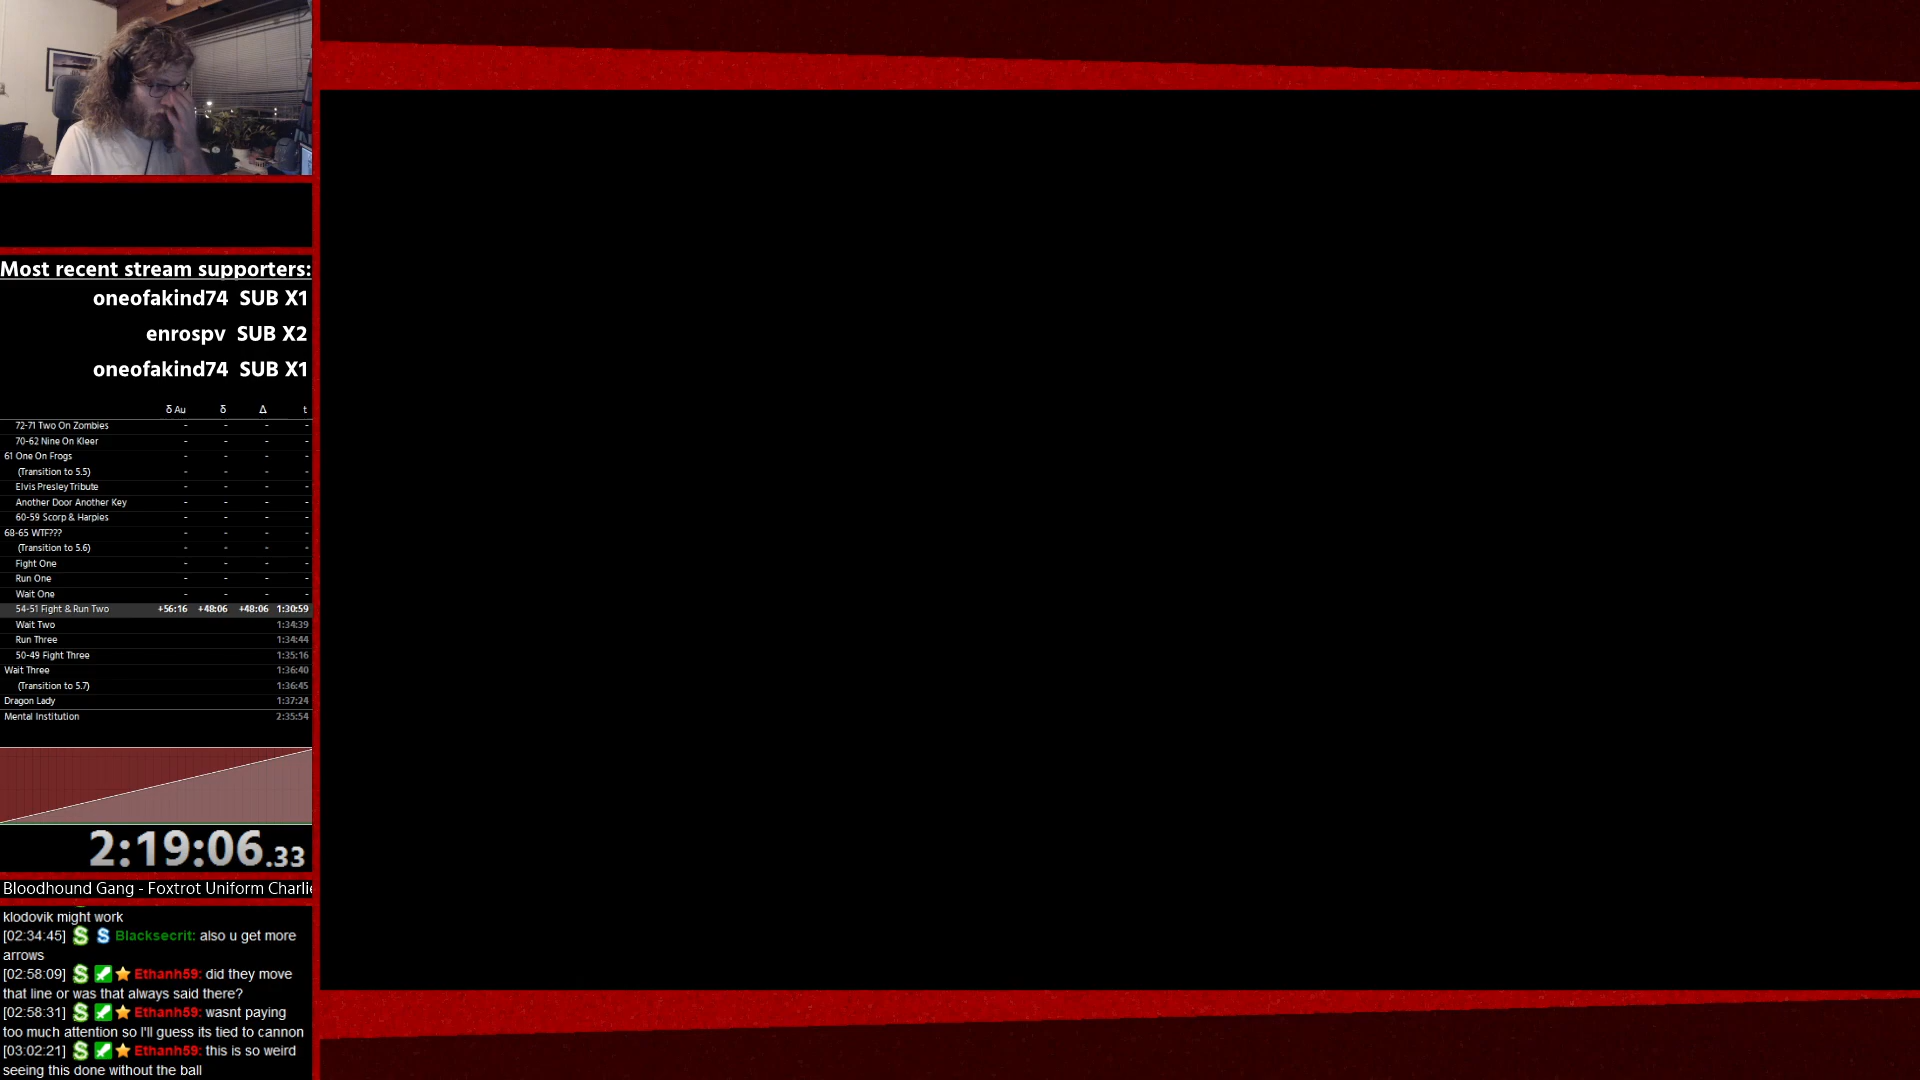 Most recent stream supporters:
oneofakind74 SUB X1
enrospv SUB X2
oneofakind74 SUB X1
δ Au δ Δ t
72-71 Two On Zombies - - - -
70-62 Nine On Kleer - - - -
61 One On Frogs - - - -
(Transition to 5.5) - - - -
Elvis Presley Tribute - - - -
Another Door Another Key - - - -
60-59 Scorp & Harpies - - - -
68-65 WTF??? - - - -
(Transition to 5.6) - - - -
Fight One - - - -
Run One - - - -
Wait One - - - -
54-51 Fight & Run Two +56:16 +48:06 +48:06 1:30:59
Wait Two 1:34:39
Run Three 1:34:44
50-49 Fight Three 1:35:16
Wait Three 1:36:40
(Transition to 5.7) 1:36:45
Dragon Lady 1:37:24
Mental Institution 2:35:54
2:19:06.33
Bloodhound Gang - Foxtrot Uniform Charlie
klodovik might work
[02:34:45] Blacksecrit: also u get more
arrows
[02:58:09] Ethanh59: did they move
that line or was that always said there?
[02:58:31] Ethanh59: wasnt paying
too much attention so I'll guess its tied to cannon
[03:02:21] Ethanh59: this is so weird
seeing this done without the ball